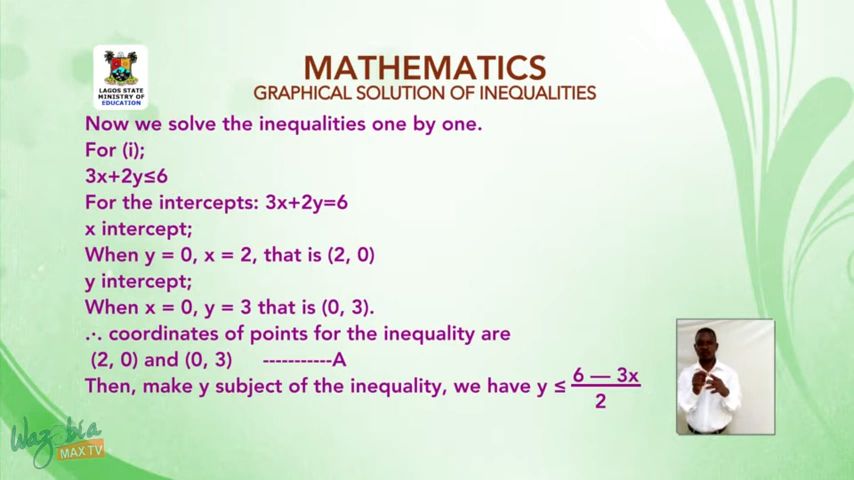 LAGOS STATE
MINISTRY OF
EDUCATION
MATHEMATICS
GRAPHICAL SOLUTION OF INEQUALITIES
Now we solve the inequalities one by one.
For (i);
3x+2y≤6
For the intercepts: 3x+2y=6
x intercept;
When y = 0, x = 2, that is (2, 0)
y intercept;
When x = 0, y = 3 that is (0, 3).
.·. coordinates of points for the inequality are
(2, 0) and (0, 3) -----------A
Then, make y subject of the inequality, we have y ≤ 6 — 3x
2
Wazobia
MAX TV